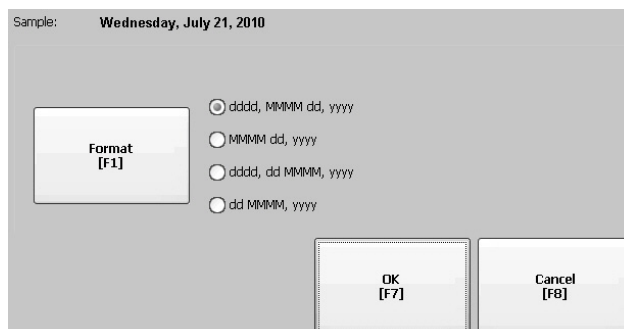 Sample: Wednesday, July 21, 2010
dddd, MMMM dd, yyyy
MMMM dd, yyyy
Format
[F1]
dddd, dd MMMM, yyyy
dd MMMM, yyyy
OK
[F7]
Cancel
[F8]